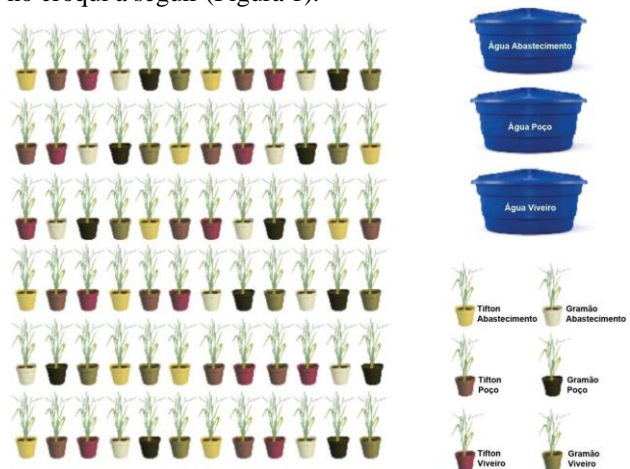 no croqui a seguir (Figura 1).
Água Abastecimento
Água Poço
Água Viveiro
Tifton
Abastecimento
Gramão
Abastecimento
Tifton
Poço
Gramão
Poço
Tifton
Viveiro
Gramão
Viveiro